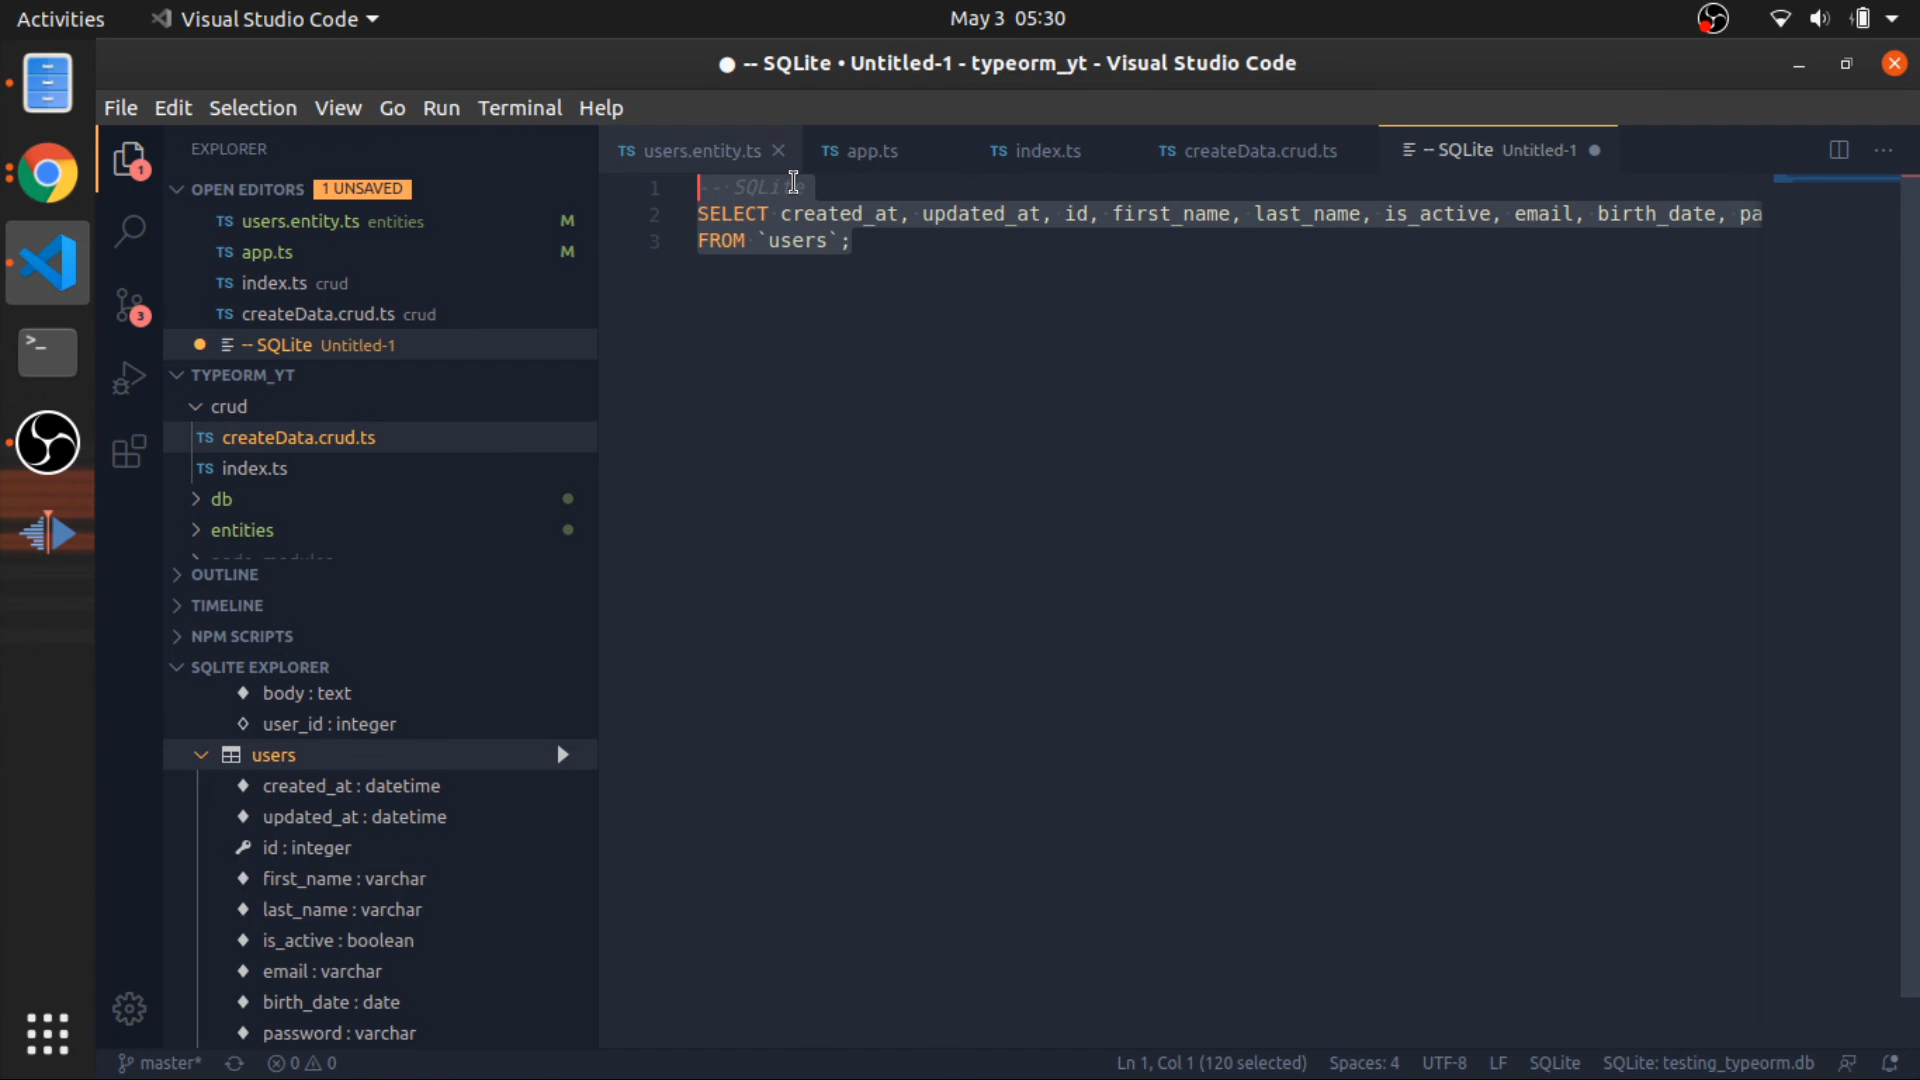 Activities
Visual Studio Code
May 3 05:30
● -- SQLite • Untitled-1 - typeorm_yt - Visual Studio Code
File Edit Selection View Go Run Terminal Help
EXPLORER
OPEN EDITORS 1 UNSAVED
TS users.entity.ts entities M
TS app.ts M
TS index.ts crud
TS createData.crud.ts crud
-- SQLite Untitled-1
TYPEORM_YT
crud
TS createData.crud.ts
TS index.ts
db
entities
node_modules
OUTLINE
TIMELINE
NPM SCRIPTS
SQLITE EXPLORER
body : text
user_id : integer
users
created_at : datetime
updated_at : datetime
id : integer
first_name : varchar
last_name : varchar
is_active : boolean
email : varchar
birth_date : date
password : varchar
1
3
TS users.entity.ts
TS app.ts
TS index.ts
TS createData.crud.ts
-- SQLite Untitled-1
1 -- SQLite
2 SELECT created_at, updated_at, id, first_name, last_name, is_active, email, birth_date, pa
3 FROM `users`;
master* 0 0
Ln 1, Col 1 (120 selected) Spaces: 4 UTF-8 LF SQLite SQLite: testing_typeorm.db